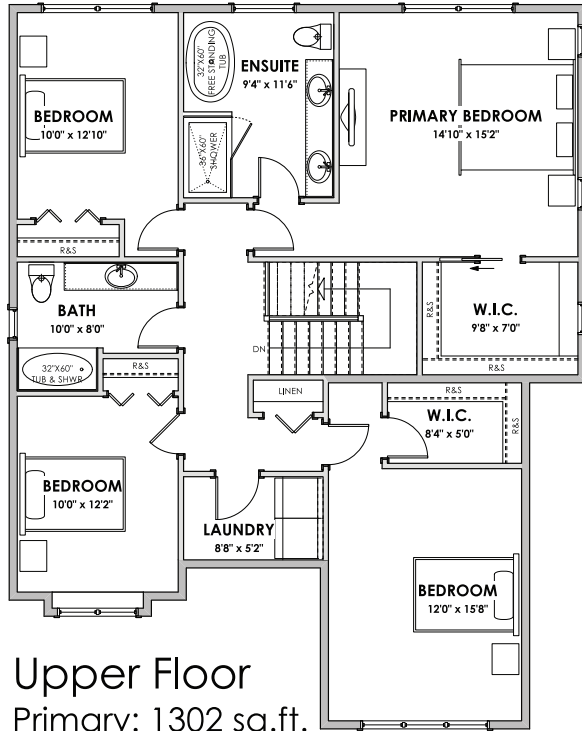 BEDROOM
10'0" x 12'10"
R&S
32"X60"
FREE STANDING
TUB
ENSUITE
9'4" x 11'6"
36"X60"
SHOWER
PRIMARY BEDROOM
14'10" x 15'2"
BATH
10'0" x 8'0"
32"X60"
TUB & SHWR
R&S
DN
W.I.C.
9'8" x 7'0"
R&S
R&S
LINEN
R&S
W.I.C.
8'4" x 5'0"
R&S
BEDROOM
10'0" x 12'2"
LAUNDRY
8'8" x 5'2"
BEDROOM
12'0" x 15'8"
Upper Floor
Primary: 1302 sq.ft.